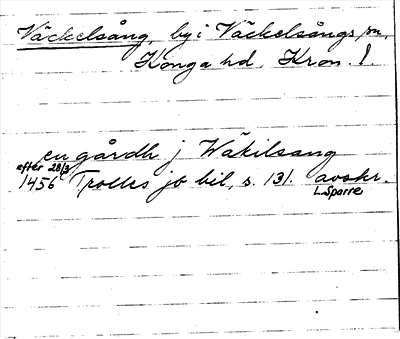 Väckelsång, by i Väckelsångs sn,
Konga hd, Kron. l.
en gårdh j Wäkilsang
efter 28/3
1456 Trolles jb bil, s. 131. avskr.
L. Sparre